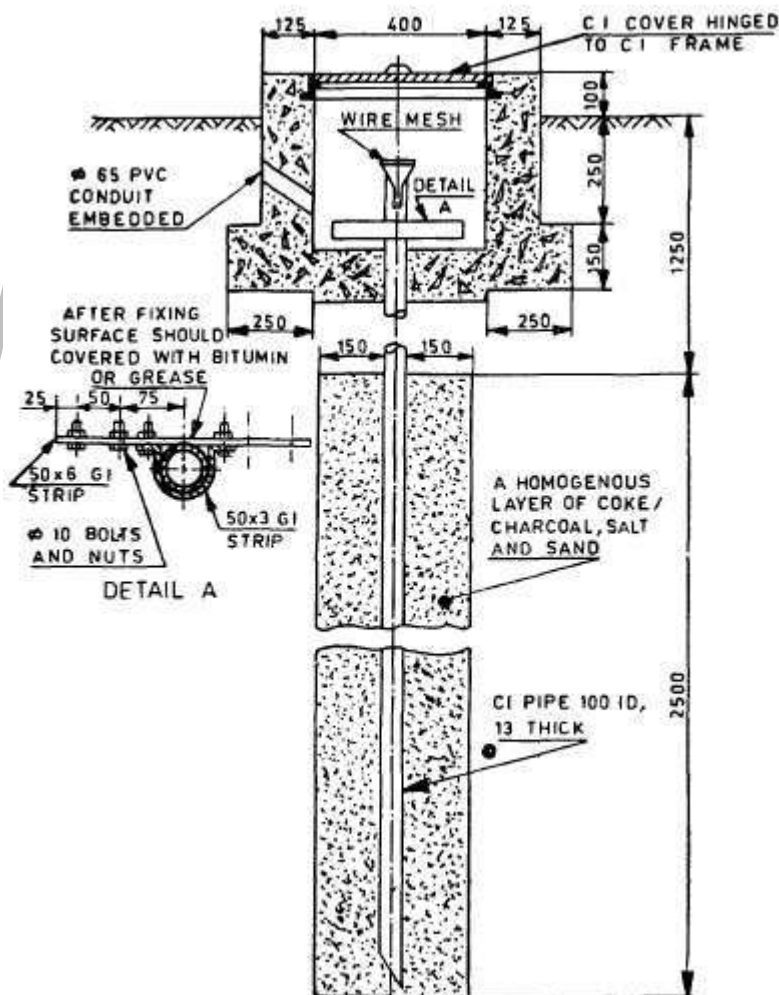 125
400
125
C I COVER HINGED
TO C I FRAME
100
WIRE MESH
DETAIL
A
ø 65 PVC
CONDUIT
EMBEDDED
250
150
1250
250
250
AFTER FIXING
SURFACE SHOULD
COVERED WITH BITUMIN
OR GREASE
150
150
25
50
75
50x6 GI
STRIP
50x3 GI
STRIP
ø 10 BOLTS
AND NUTS
DETAIL A
A HOMOGENOUS
LAYER OF COKE/
CHARCOAL, SALT
AND SAND
CI PIPE 100 ID,
13 THICK
2500